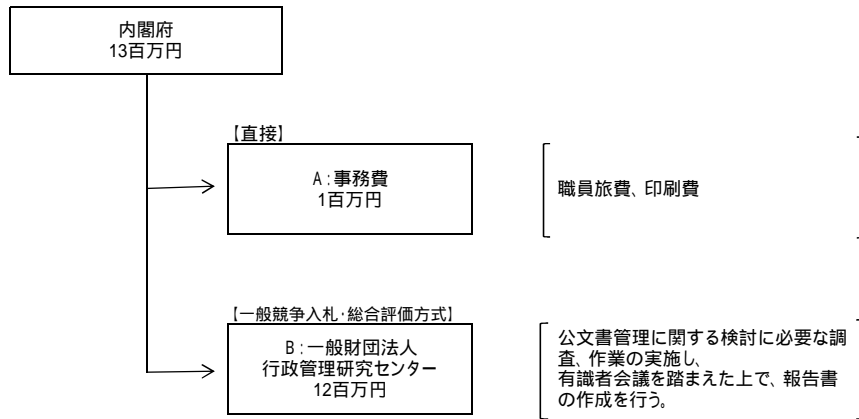 内閣府
13百万円
【直接】
A:事務費
1百万円
職員旅費、印刷費
【一般競争入札・総合評価方式】
B:一般財団法人
行政管理研究センター
12百万円
公文書管理に関する検討に必要な調
査、作業の実施し、
有識者会議を踏まえた上で、報告書
の作成を行う。